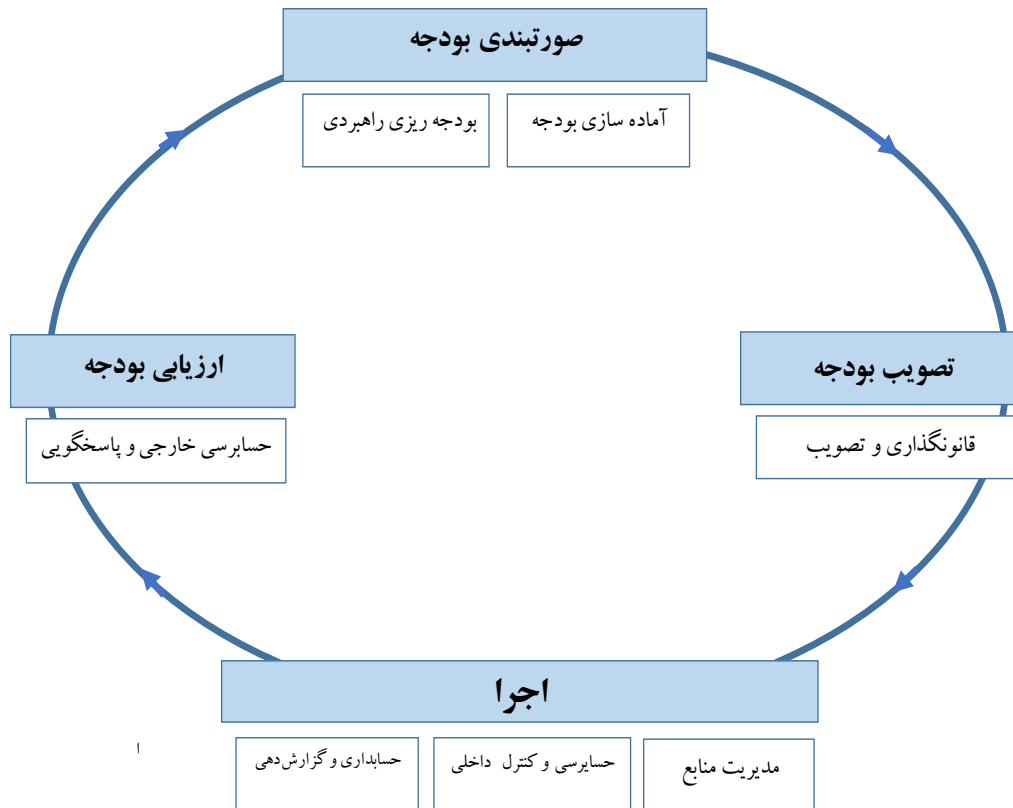 صورتبندی بودجه
آماده سازی بودجه
بودجه ریزی راهبردی
تصویب بودجه
قانونگذاری و تصویب
ارزیابی بودجه
حسابرسی خارجی و پاسخگویی
اجرا
مدیریت منابع
حسابرسی و کنترل داخلی
حسابداری و گزارش‌دهی
ا